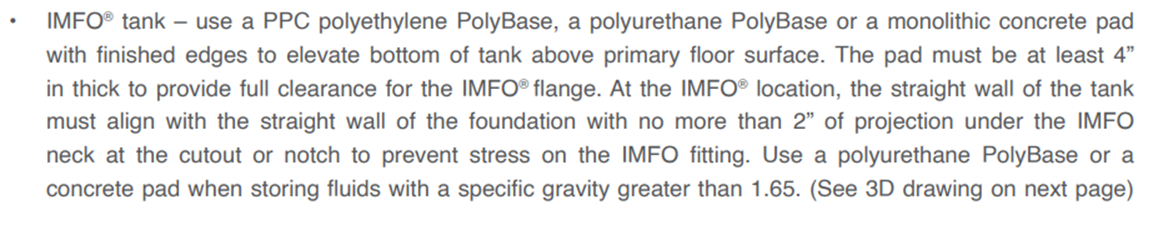 • IMFO® tank – use a PPC polyethylene PolyBase, a polyurethane PolyBase or a monolithic concrete pad
with finished edges to elevate bottom of tank above primary floor surface. The pad must be at least 4”
in thick to provide full clearance for the IMFO® flange. At the IMFO® location, the straight wall of the tank
must align with the straight wall of the foundation with no more than 2” of projection under the IMFO
neck at the cutout or notch to prevent stress on the IMFO fitting. Use a polyurethane PolyBase or a
concrete pad when storing fluids with a specific gravity greater than 1.65. (See 3D drawing on next page)